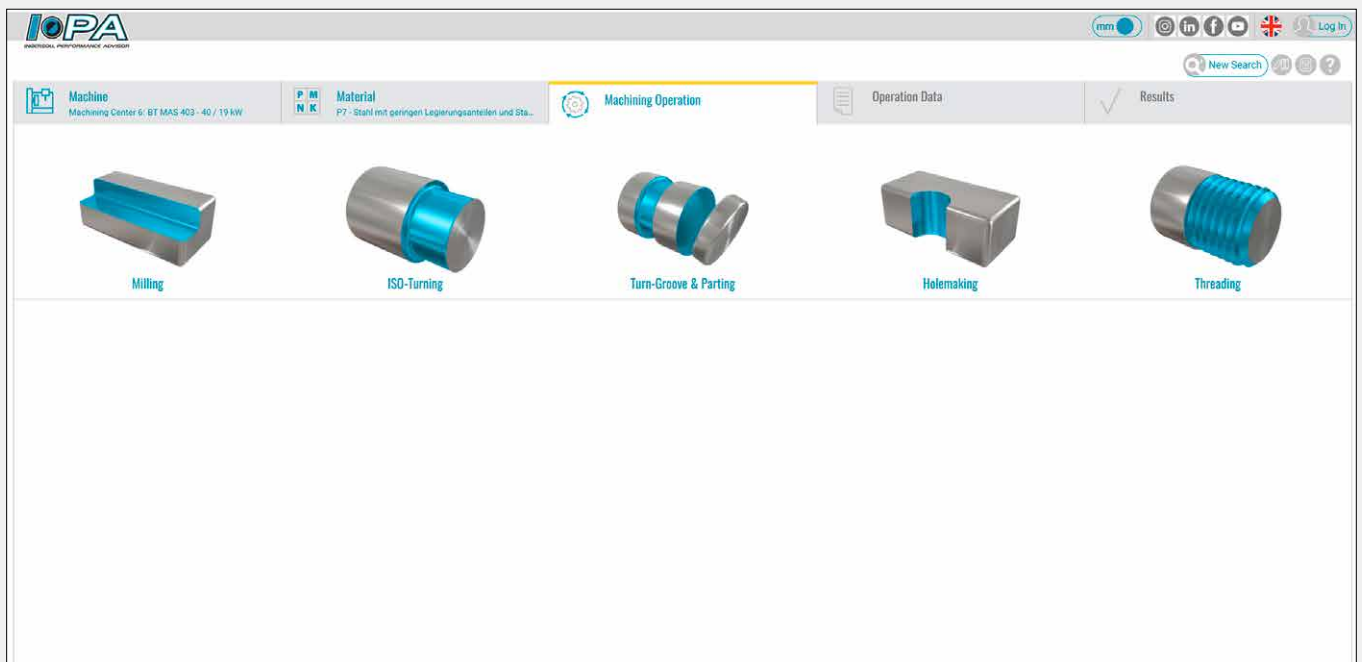 IOPA
INGERSOLL PERFORMANCE ADVISOR
mm
Log In
New Search
?
Machine
Machining Center 6: BT MAS 403 - 40 / 19 kW
P M
N K
Material
P7 - Stahl mit geringen Legierungsanteilen und Sta...
Machining Operation
Operation Data
Results
Milling
ISO-Turning
Turn-Groove & Parting
Holemaking
Threading